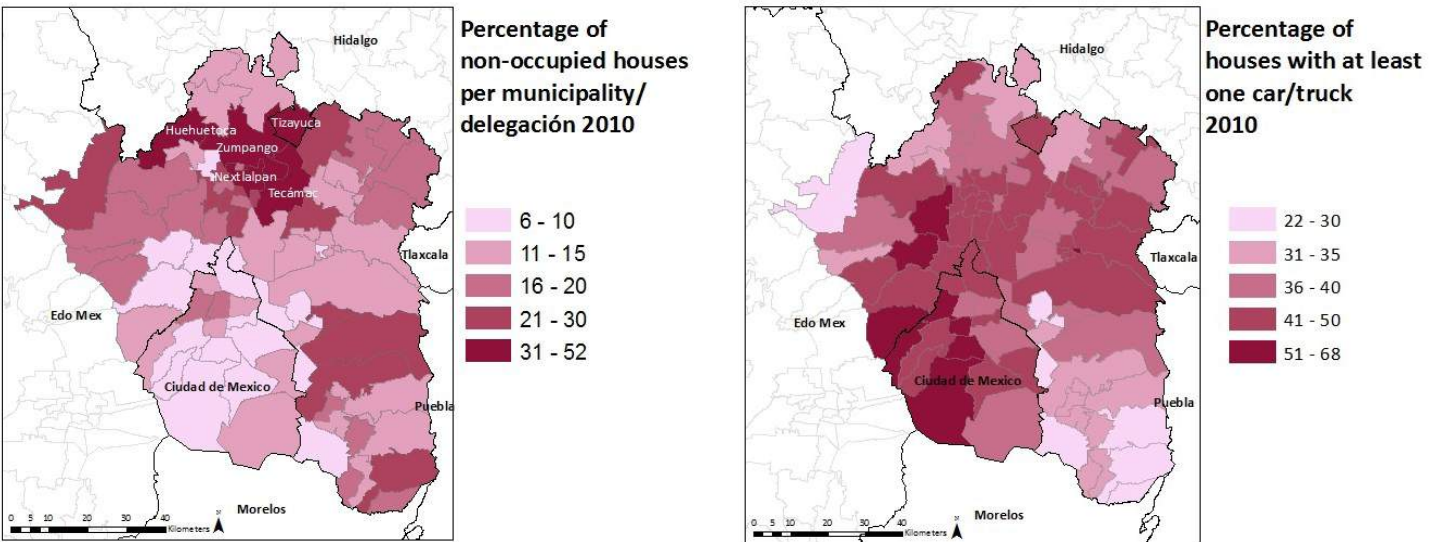 Percentage of
non-occupied houses
per municipality/
delegación 2010
6 - 10
11 - 15
16 - 20
21 - 30
31 - 52
Hidalgo
Huehuetoca
Tizayuca
Zumpango
Nextlalpan
Tecámac
Tlaxcala
Edo Mex
Ciudad de Mexico
Puebla
Morelos
0 5 10 20 30 40
Kilometers
N
Percentage of
houses with at least
one car/truck
2010
22 - 30
31 - 35
36 - 40
41 - 50
51 - 68
Hidalgo
Tlaxcala
Edo Mex
Ciudad de Mexico
Puebla
Morelos
0 5 10 20 30 40
Kilometers
N